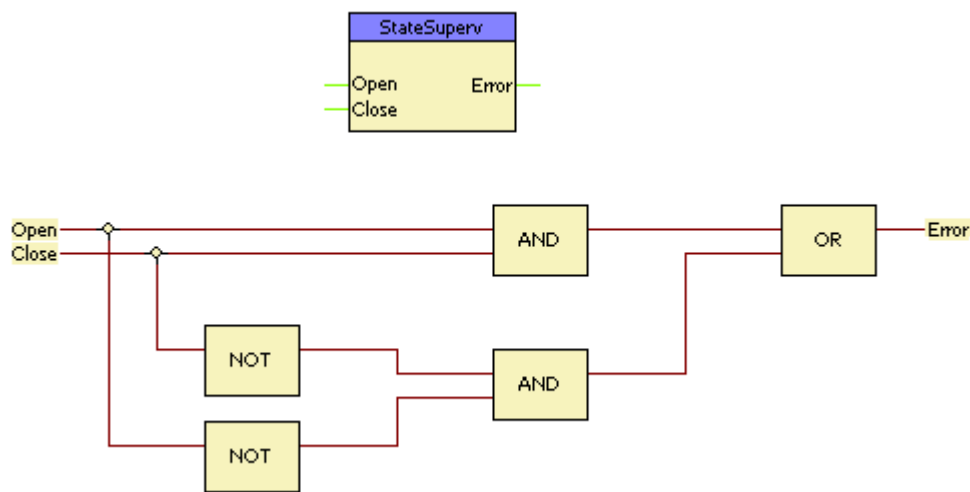 StateSuperv
Open Error
Close
Open AND OR Error
Close
NOT AND
NOT